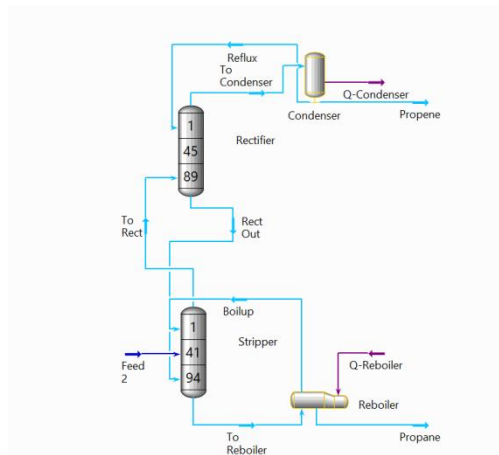 Reflux
To
Condenser
Q-Condenser
Condenser
Propene
1
45
89
Rectifier
To
Rect
Rect
Out
Boilup
1
41
94
Stripper
Feed
2
Q-Reboiler
Reboiler
To
Reboiler
Propane